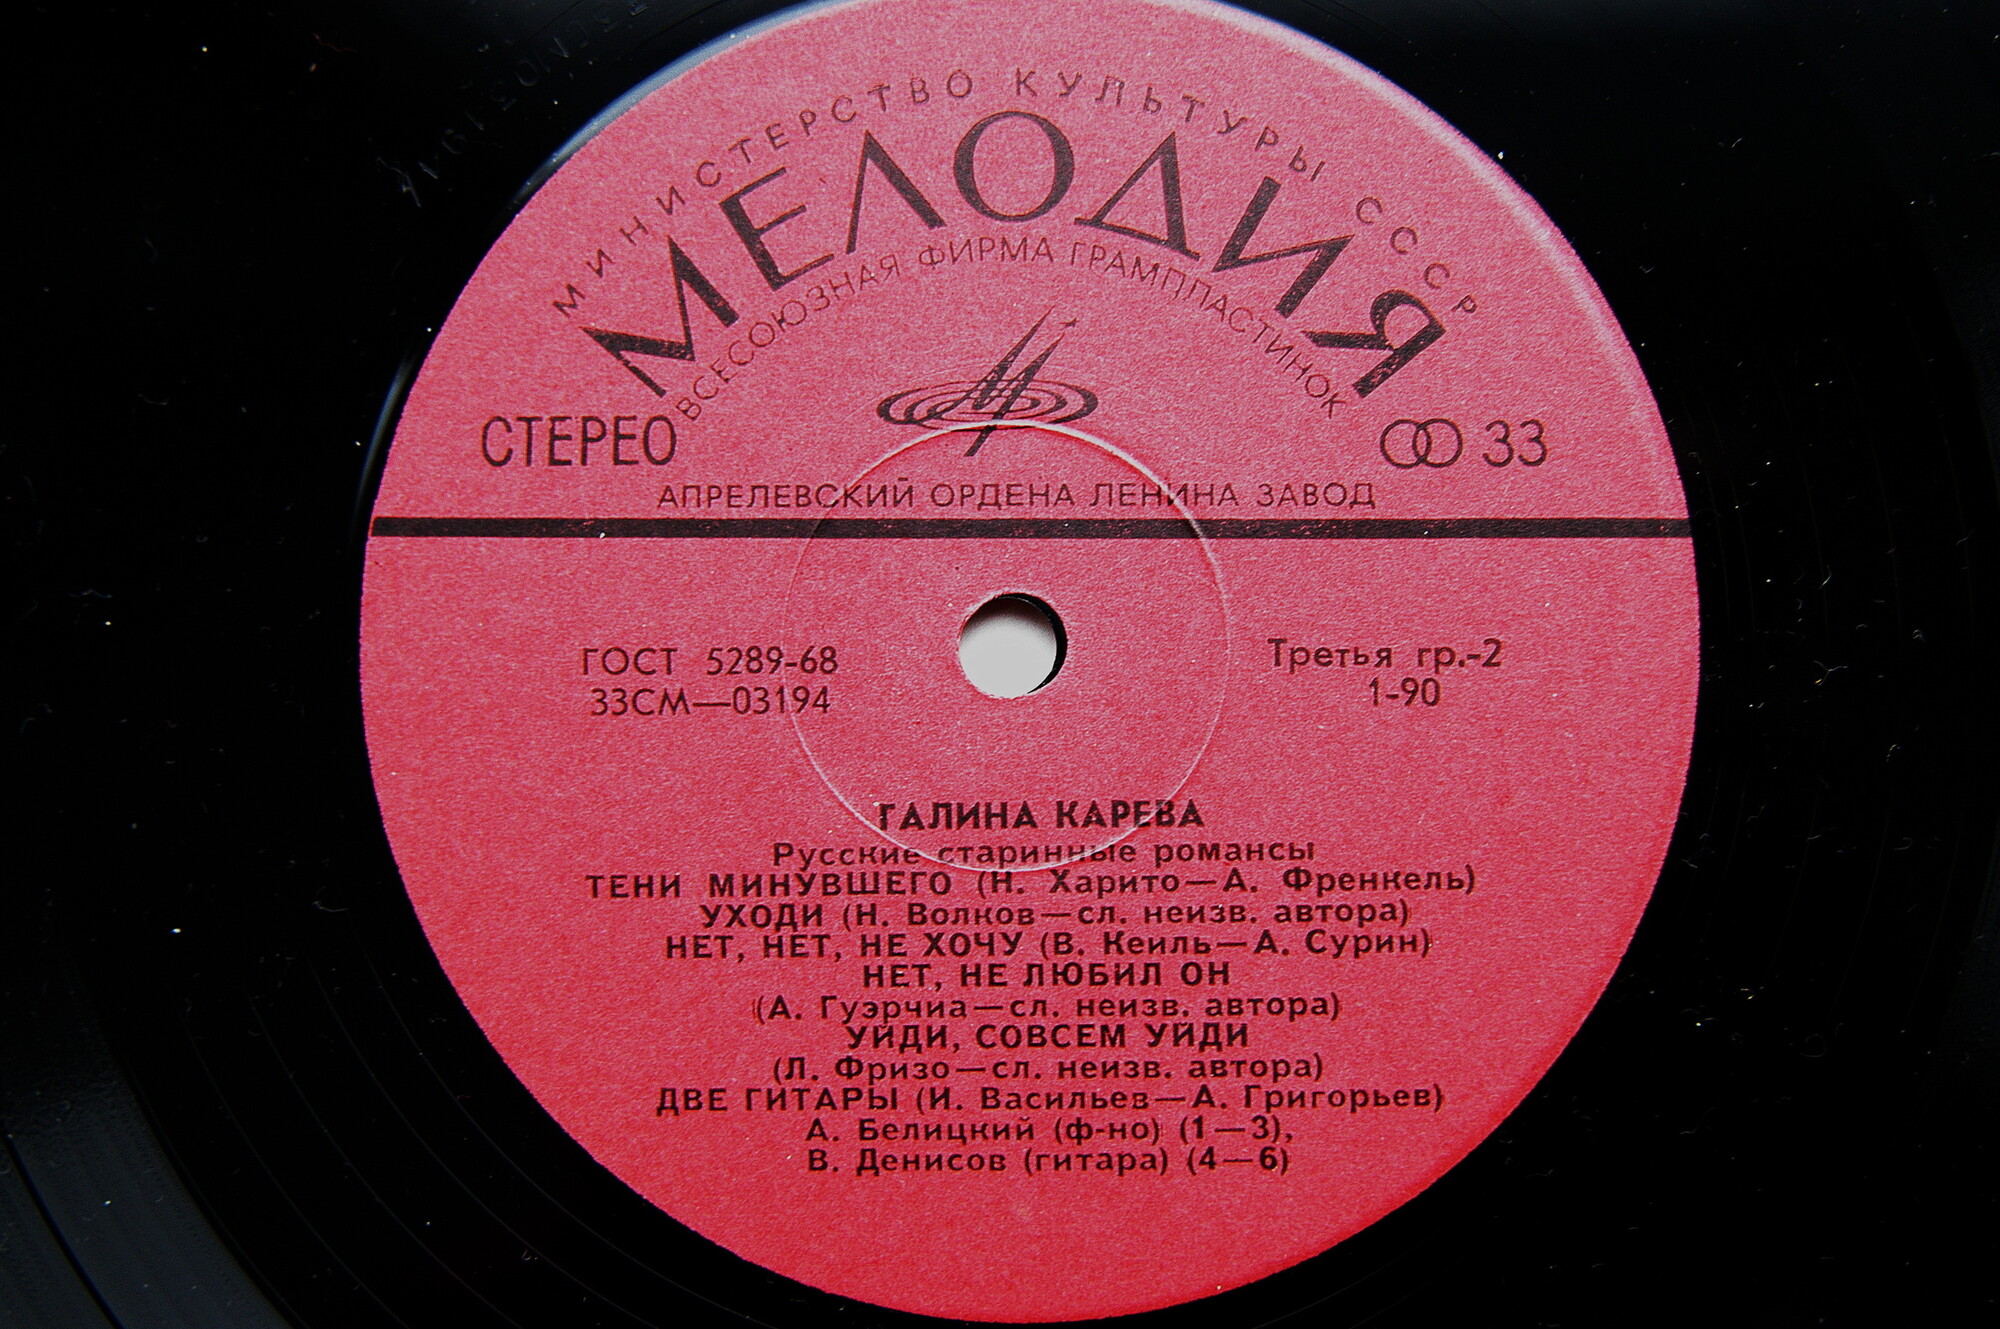 МИНИСТЕРСТВО КУЛЬТУРЫ СССР
МЕЛОДИЯ
ВСЕСОЮЗНАЯ ФИРМА ГРАМПЛАСТИНОК
СТЕРЕО 33
АПРЕЛЕВСКИЙ ОРДЕНА ЛЕНИНА ЗАВОД
ГОСТ 5289-68 Третья гр.-2
33СМ—03194 1-90
ГАЛИНА КАРЕВА
Русские старинные романсы
ТЕНИ МИНУВШЕГО (Н. Харито—А. Френкель)
УХОДИ (Н. Волков—сл. неизв. автора)
НЕТ, НЕТ, НЕ ХОЧУ (В. Кеиль—А. Сурин)
НЕТ, НЕ ЛЮБИЛ ОН
(А. Гуэрчиа—сл. неизв. автора)
УЙДИ, СОВСЕМ УЙДИ
(Л. Фризо—сл. неизв. автора)
ДВЕ ГИТАРЫ (И. Васильев—А. Григорьев)
А. Белицкий (ф-но) (1—3),
В. Денисов (гитара) (4—6)